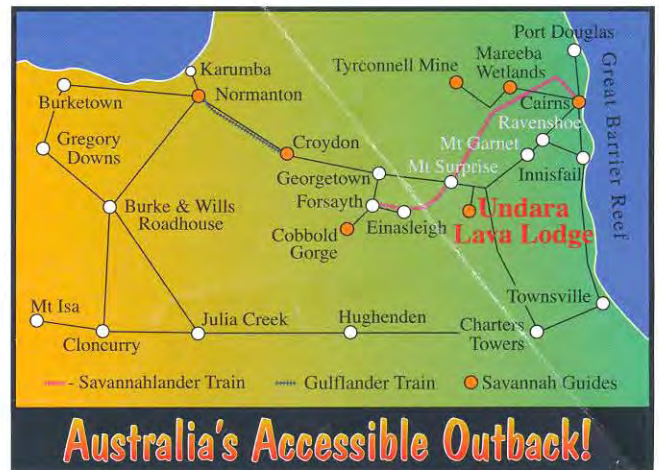 Port Douglas
Karumba
Tyrconnell Mine
Mareeba
Wetlands
Burketown
Normanton
Cairns
Great Barrier Reef
Ravenshoe
Gregory
Downs
Croydon
Mt Garnet
Georgetown
Mt Surprise
Innisfail
Burke & Wills
Roadhouse
Forsayth
Einasleigh
Undara
Lava Lodge
Cobbold
Gorge
Mt Isa
Cloncurry
Julia Creek
Hughenden
Townsville
Charters
Towers
- Savannahlander Train
Gulflander Train
Savannah Guides
Australia's Accessible Outback!